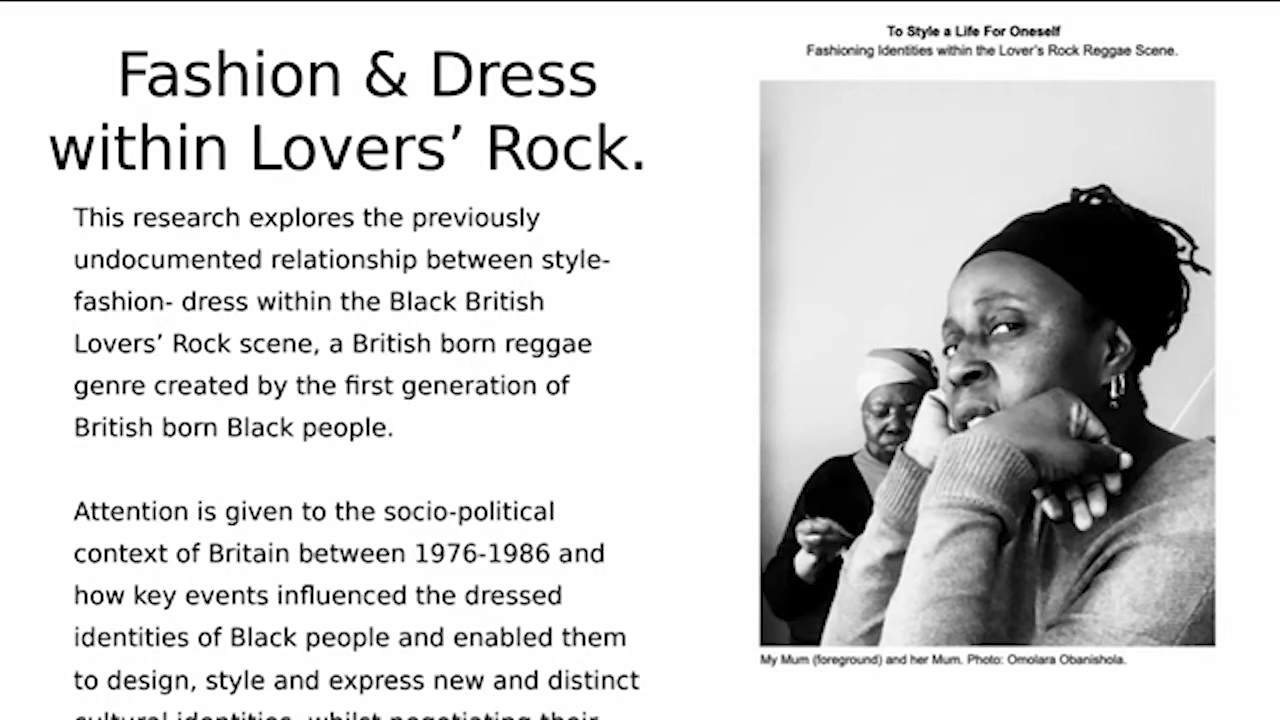 Fashion & Dress
within Lovers’ Rock.
This research explores the previously
undocumented relationship between style-
fashion- dress within the Black British
Lovers’ Rock scene, a British born reggae
genre created by the first generation of
British born Black people.
Attention is given to the socio-political
context of Britain between 1976-1986 and
how key events influenced the dressed
identities of Black people and enabled them
to design, style and express new and distinct
cultural identities, whilst negotiating their
To Style a Life For Oneself
Fashioning Identities within the Lover’s Rock Reggae Scene.
My Mum (foreground) and her Mum. Photo: Omolara Obanishola.